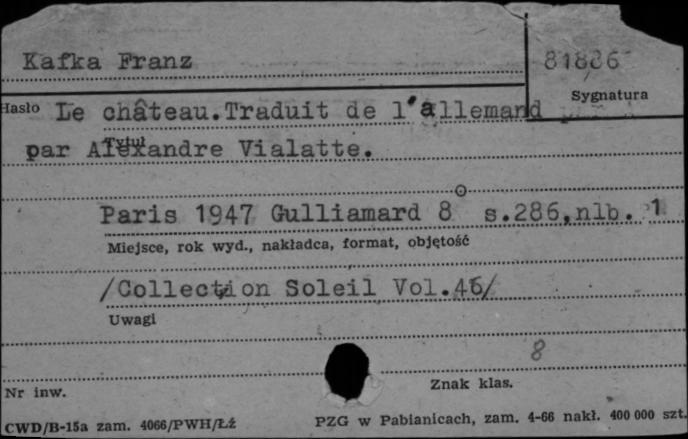 Kafka Franz
81886
Hasło
Sygnatura
Le château.Traduit de l'allemand
Tytuł
par Alexandre Vialatte.
Paris 1947 Gulliamard 8° s.286,nlb. 1
Miejsce, rok wyd., nakładca, format, objętość
/Collection Soleil Vol.46/
Uwagi
8
Nr inw.
Znak klas.
CWD/B-15a zam. 4066/PWH/Łź
PZG w Pabianicach, zam. 4-66 nakł. 400 000 szt.